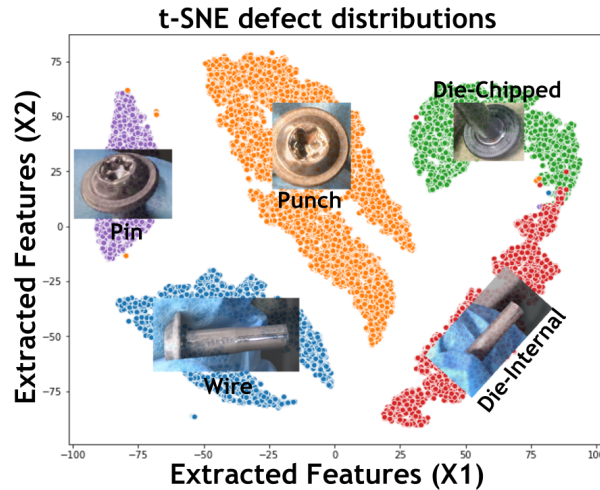 t-SNE defect distributions
Extracted Features (X2)
75
50
25
0
−25
−50
−75
Die-Chipped
Punch
Pin
Wire
Die-Internal
−100
−75
−50
−25
0
25
50
75
100
Extracted Features (X1)